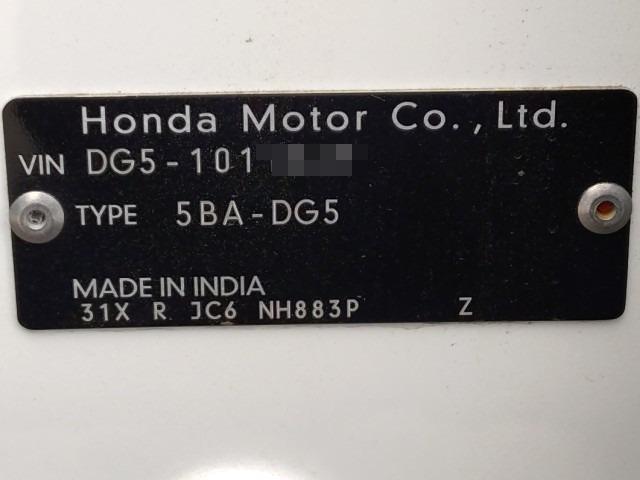 Honda Motor Co., Ltd.
VIN DG5-101
TYPE 5BA-DG5
MADE IN INDIA
31X R JC6 NH883P Z